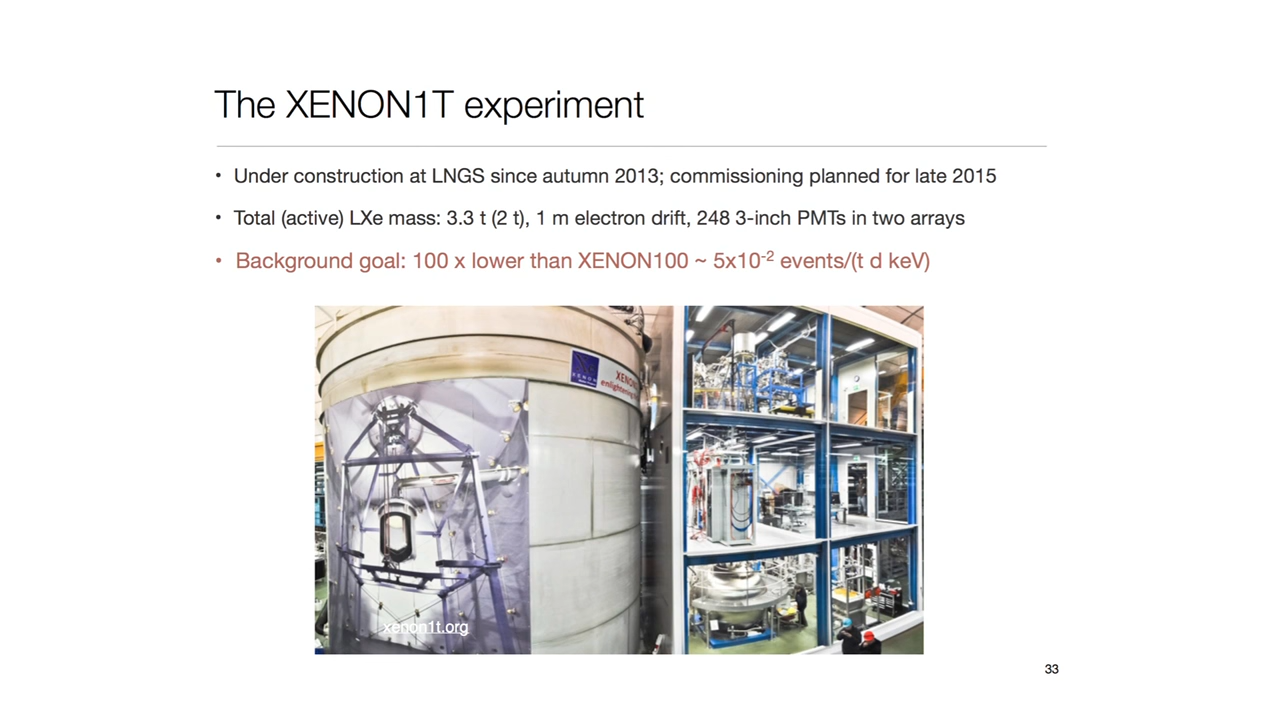 The XENON1T experiment
• Under construction at LNGS since autumn 2013; commissioning planned for late 2015
• Total (active) LXe mass: 3.3 t (2 t), 1 m electron drift, 248 3-inch PMTs in two arrays
• Background goal: 100 x lower than XENON100 ~ 5x10⁻² events/(t d keV)
XENON
enlightening
xenon1t.org
33